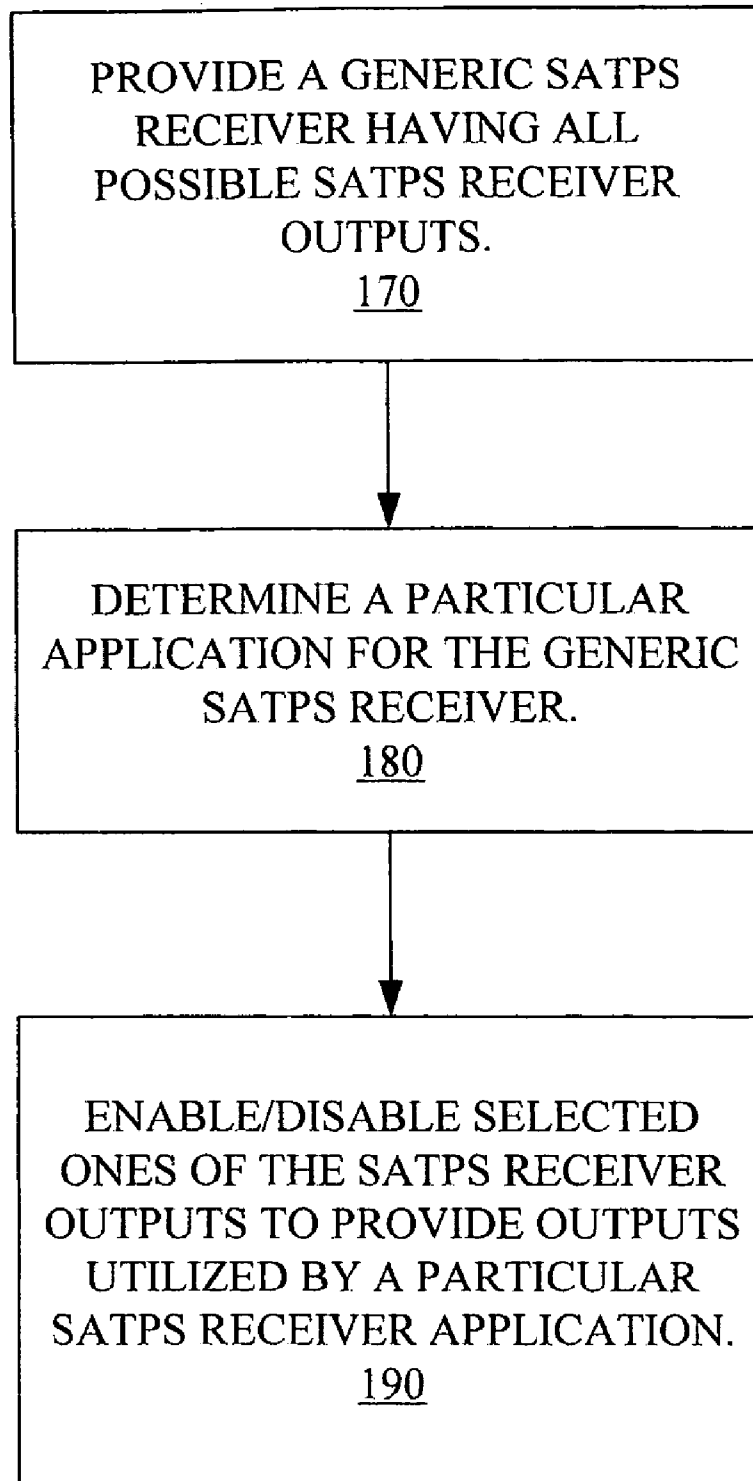 PROVIDE A GENERIC SATPS
RECEIVER HAVING ALL
POSSIBLE SATPS RECEIVER
OUTPUTS.
170
DETERMINE A PARTICULAR
APPLICATION FOR THE GENERIC
SATPS RECEIVER.
180
ENABLE/DISABLE SELECTED
ONES OF THE SATPS RECEIVER
OUTPUTS TO PROVIDE OUTPUTS
UTILIZED BY A PARTICULAR
SATPS RECEIVER APPLICATION.
190